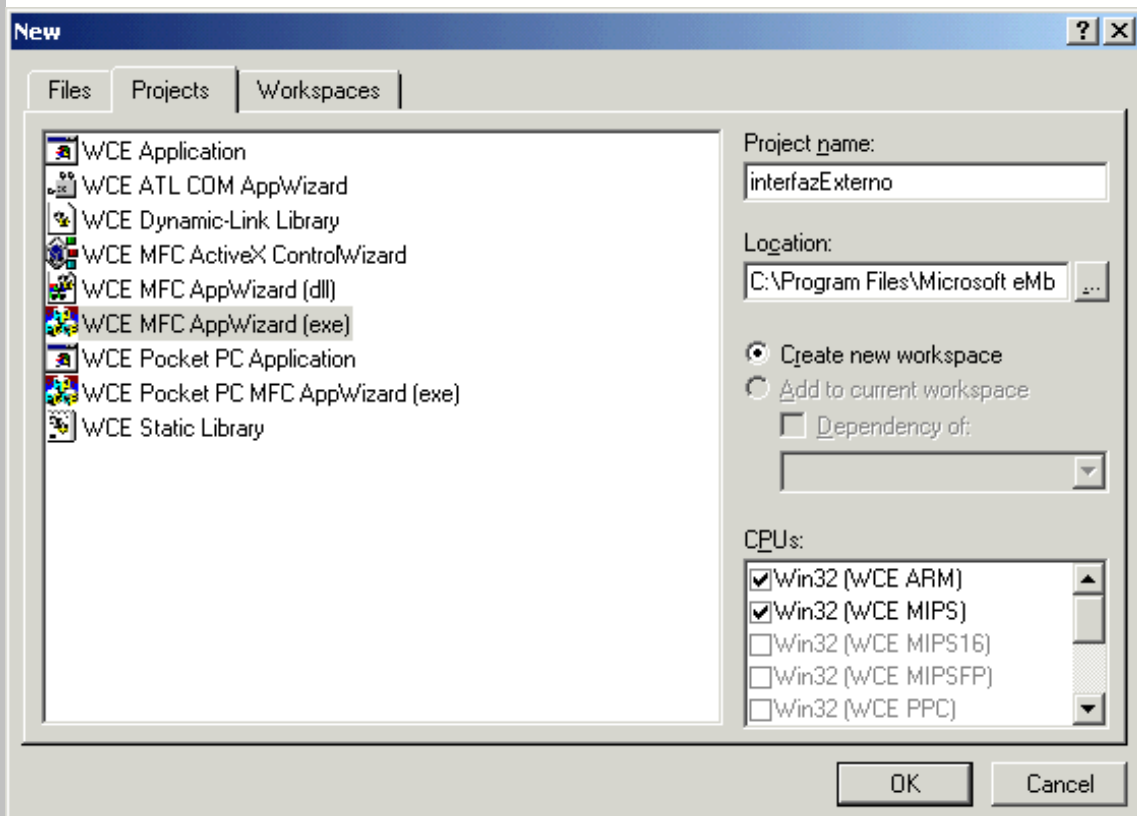 New
Files
Projects
Workspaces
WCE Application
WCE ATL COM AppWizard
WCE Dynamic-Link Library
WCE MFC ActiveX ControlWizard
WCE MFC AppWizard (dll)
WCE MFC AppWizard (exe)
WCE Pocket PC Application
WCE Pocket PC MFC AppWizard (exe)
WCE Static Library
Project name:
interfazExterno
Location:
C:\Program Files\Microsoft eMb
...
Create new workspace
Add to current workspace
Dependency of:
CPUs:
Win32 (WCE ARM)
Win32 (WCE MIPS)
Win32 (WCE MIPS16)
Win32 (WCE MIPSFP)
Win32 (WCE PPC)
OK
Cancel